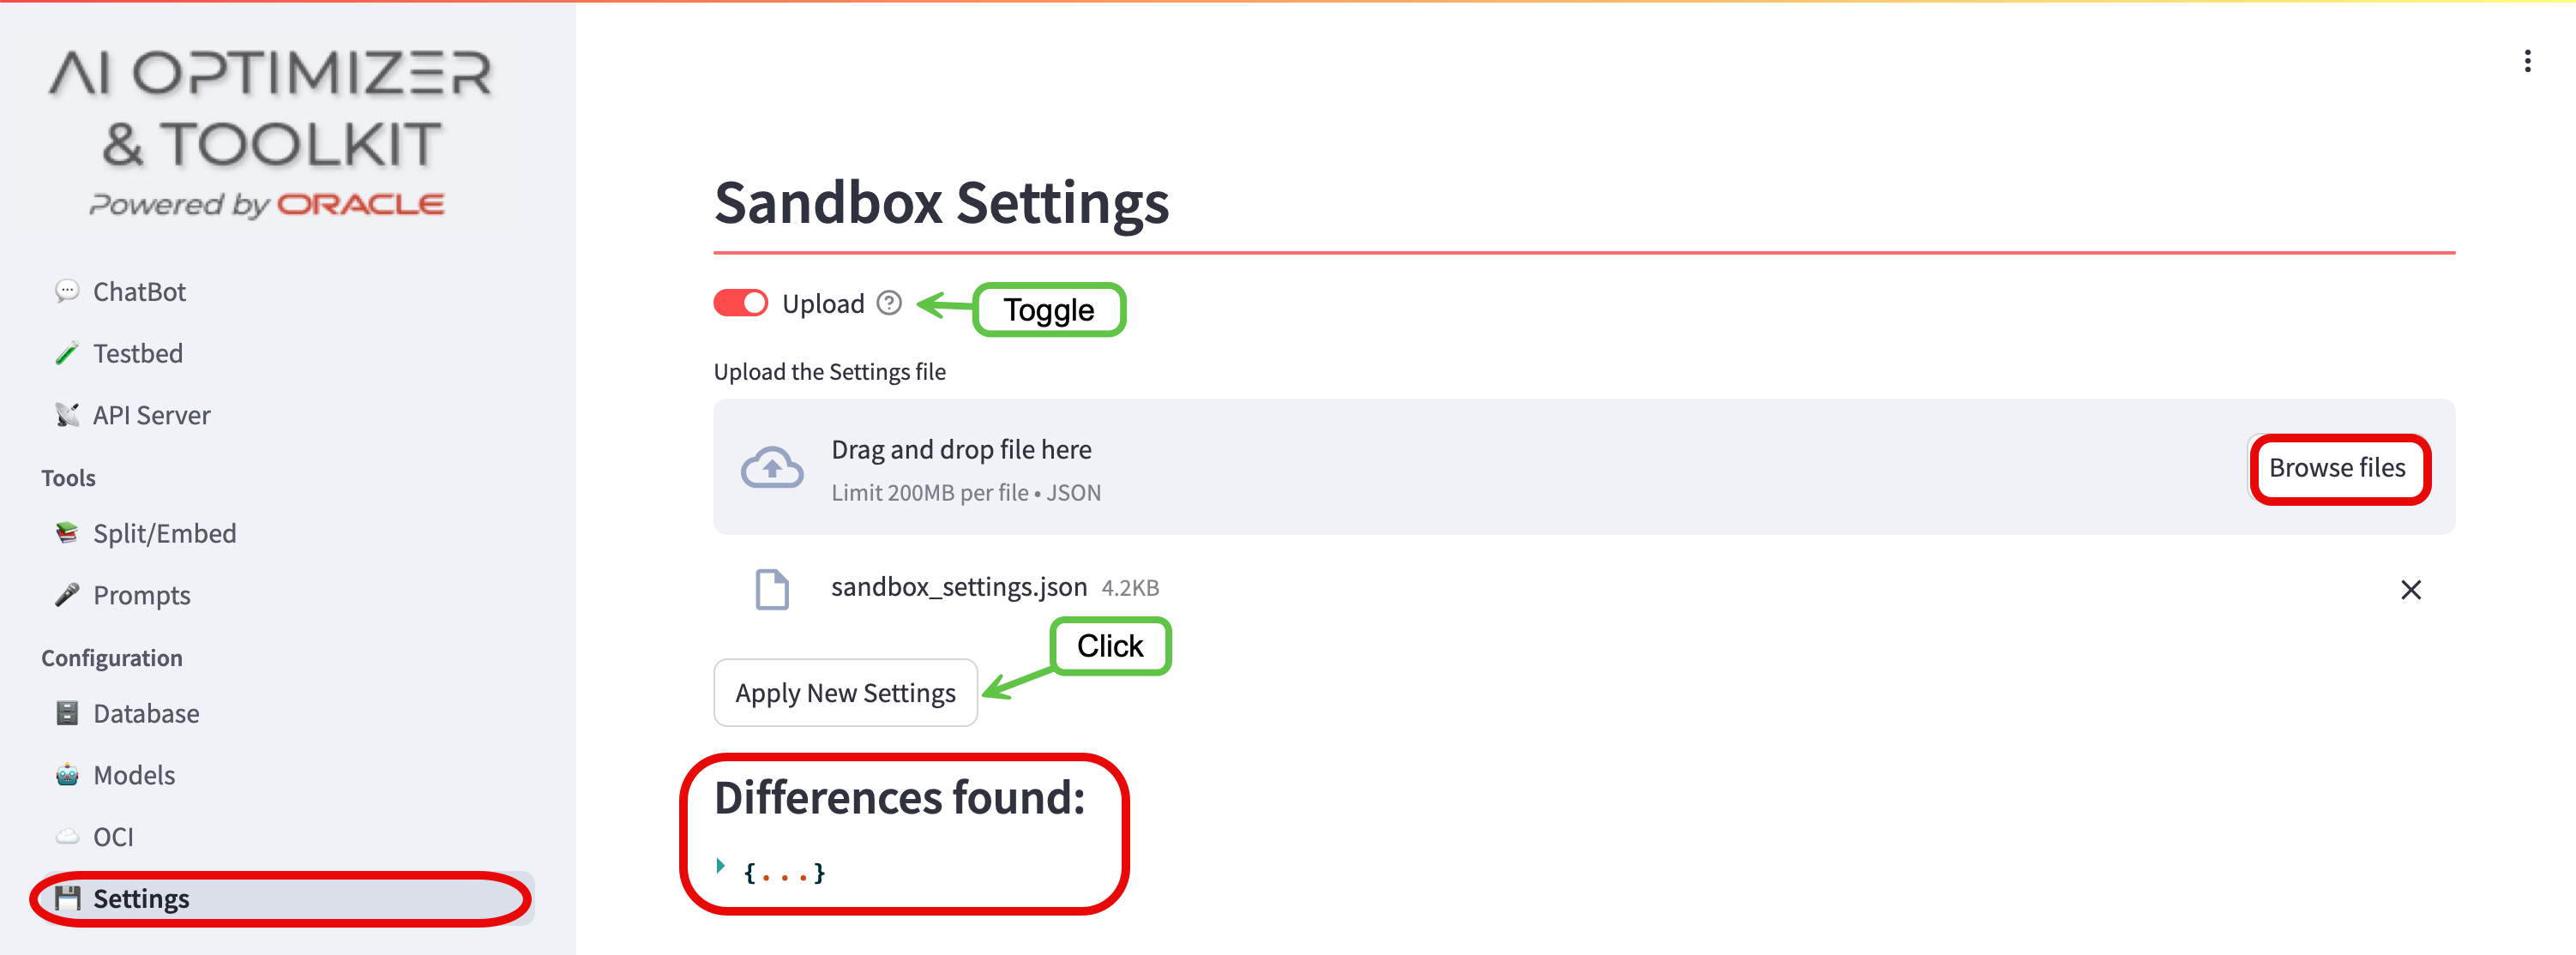 AI OPTIMIZER
& TOOLKIT
Powered by ORACLE
ChatBot
Testbed
API Server
Tools
Split/Embed
Prompts
Configuration
Database
Models
OCI
Settings
Sandbox Settings
Upload ?
Toggle
Upload the Settings file
Drag and drop file here
Limit 200MB per file • JSON
Browse files
sandbox_settings.json 4.2KB
Click
Apply New Settings
Differences found:
{...}